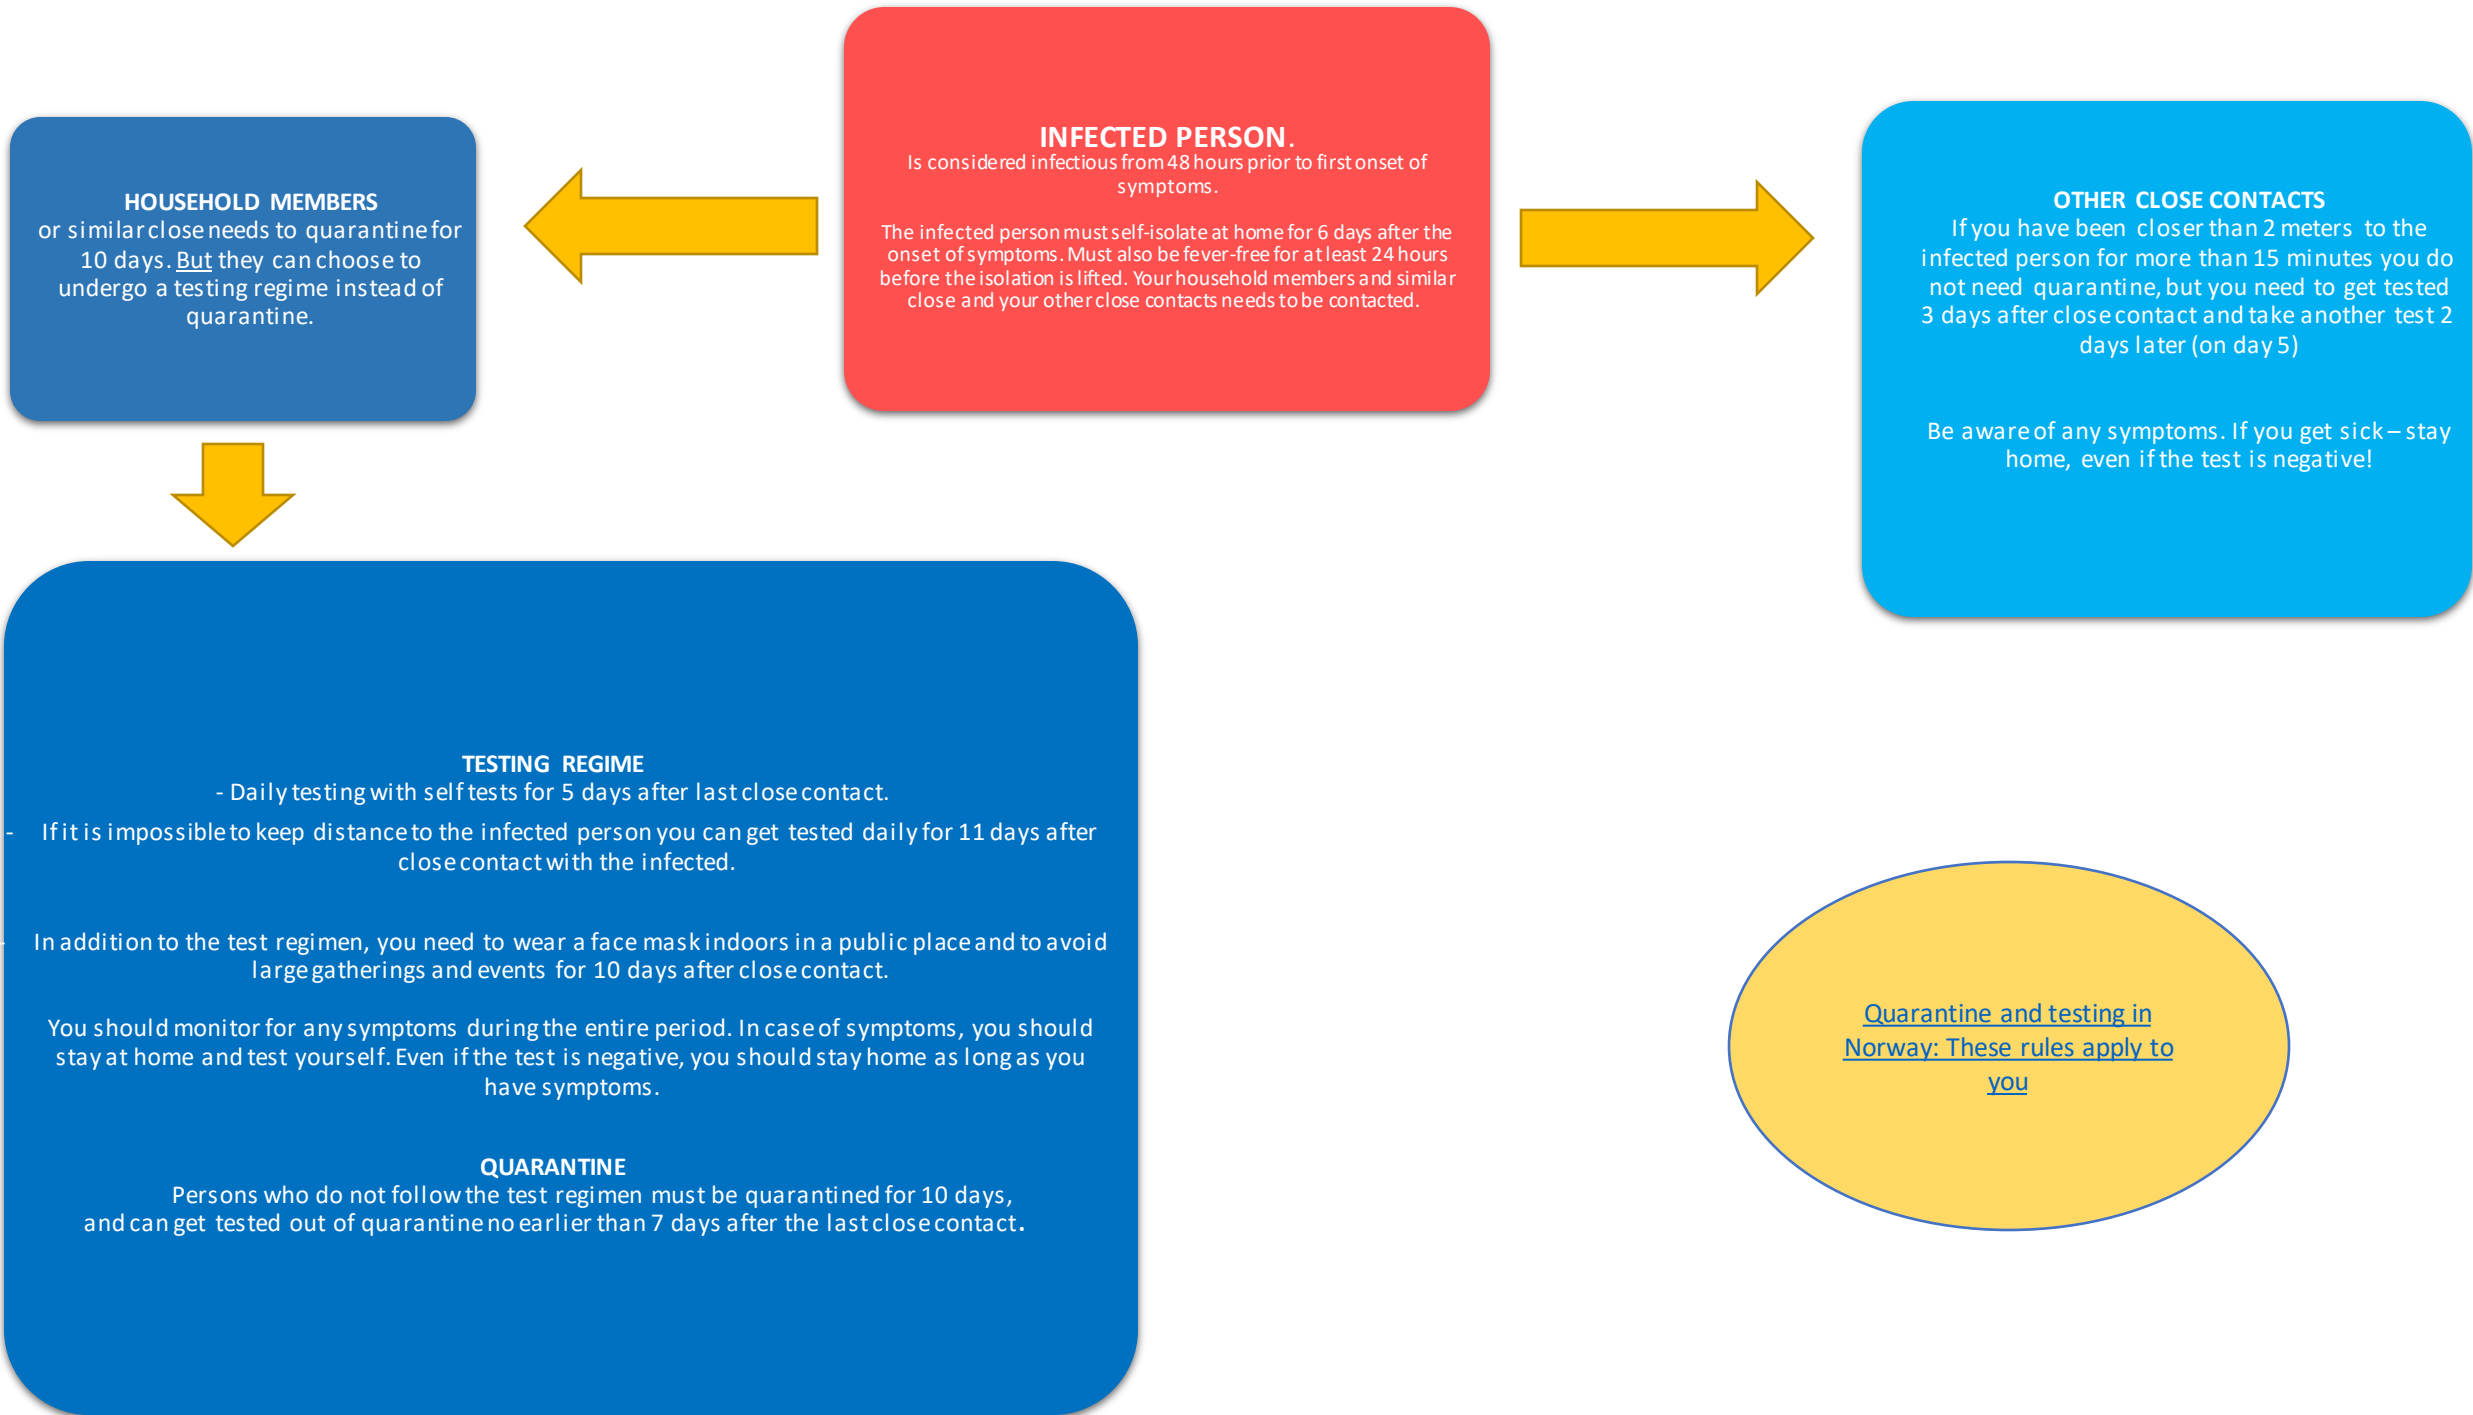 INFECTED PERSON.
Is considered infectious from 48 hours prior to first onset of
symptoms.
The infected person must self-isolate at home for 6 days after the
onset of symptoms. Must also be fever-free for at least 24 hours
before the isolation is lifted. Your household members and similar
close and your other close contacts needs to be contacted.
HOUSEHOLD MEMBERS
or similar close needs to quarantine for
10 days. But they can choose to
undergo a testing regime instead of
quarantine.
OTHER CLOSE CONTACTS
If you have been closer than 2 meters to the
infected person for more than 15 minutes you do
not need quarantine, but you need to get tested
3 days after close contact and take another test 2
days later (on day 5)
Be aware of any symptoms. If you get sick – stay
home, even if the test is negative!
TESTING REGIME
- Daily testing with self tests for 5 days after last close contact.
- If it is impossible to keep distance to the infected person you can get tested daily for 11 days after
close contact with the infected.
- In addition to the test regimen, you need to wear a face mask indoors in a public place and to avoid
large gatherings and events for 10 days after close contact.
You should monitor for any symptoms during the entire period. In case of symptoms, you should
stay at home and test yourself. Even if the test is negative, you should stay home as long as you
have symptoms.
QUARANTINE
Persons who do not follow the test regimen must be quarantined for 10 days,
and can get tested out of quarantine no earlier than 7 days after the last close contact.
Quarantine and testing in
Norway: These rules apply to
you